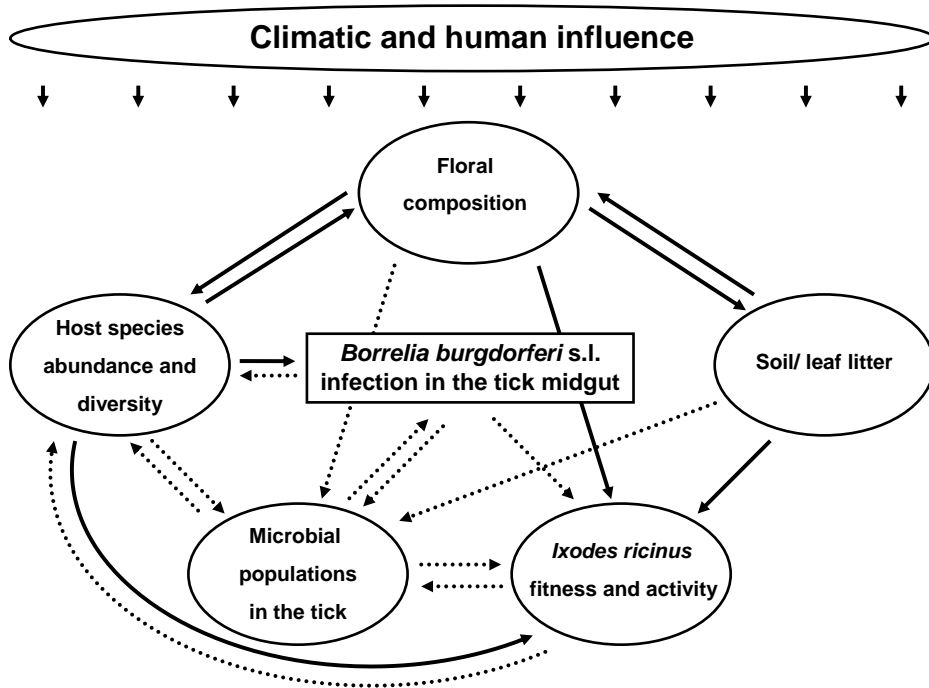 Climatic and human influence
Floral
composition
Host species
abundance and
diversity
Borrelia burgdorferi s.l.
infection in the tick midgut
Soil/ leaf litter
Microbial
populations
in the tick
Ixodes ricinus
fitness and activity